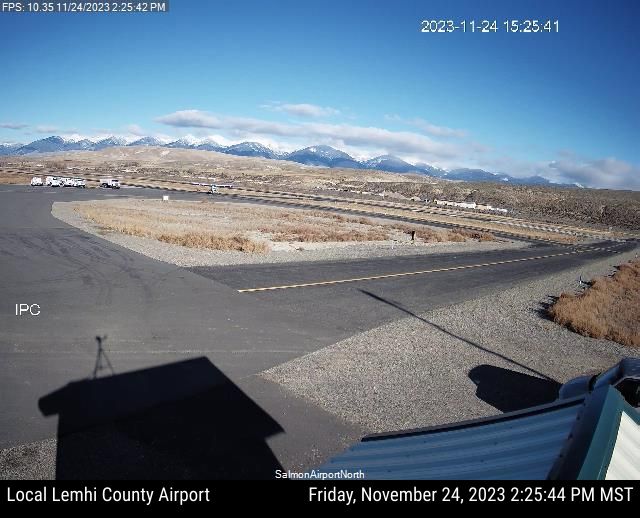 FPS: 10.35 11/24/2023 2:25:42 PM
2023-11-24 15:25:41
IPC
SalmonAirportNorth
Local Lemhi County Airport
Friday, November 24, 2023 2:25:44 PM MST